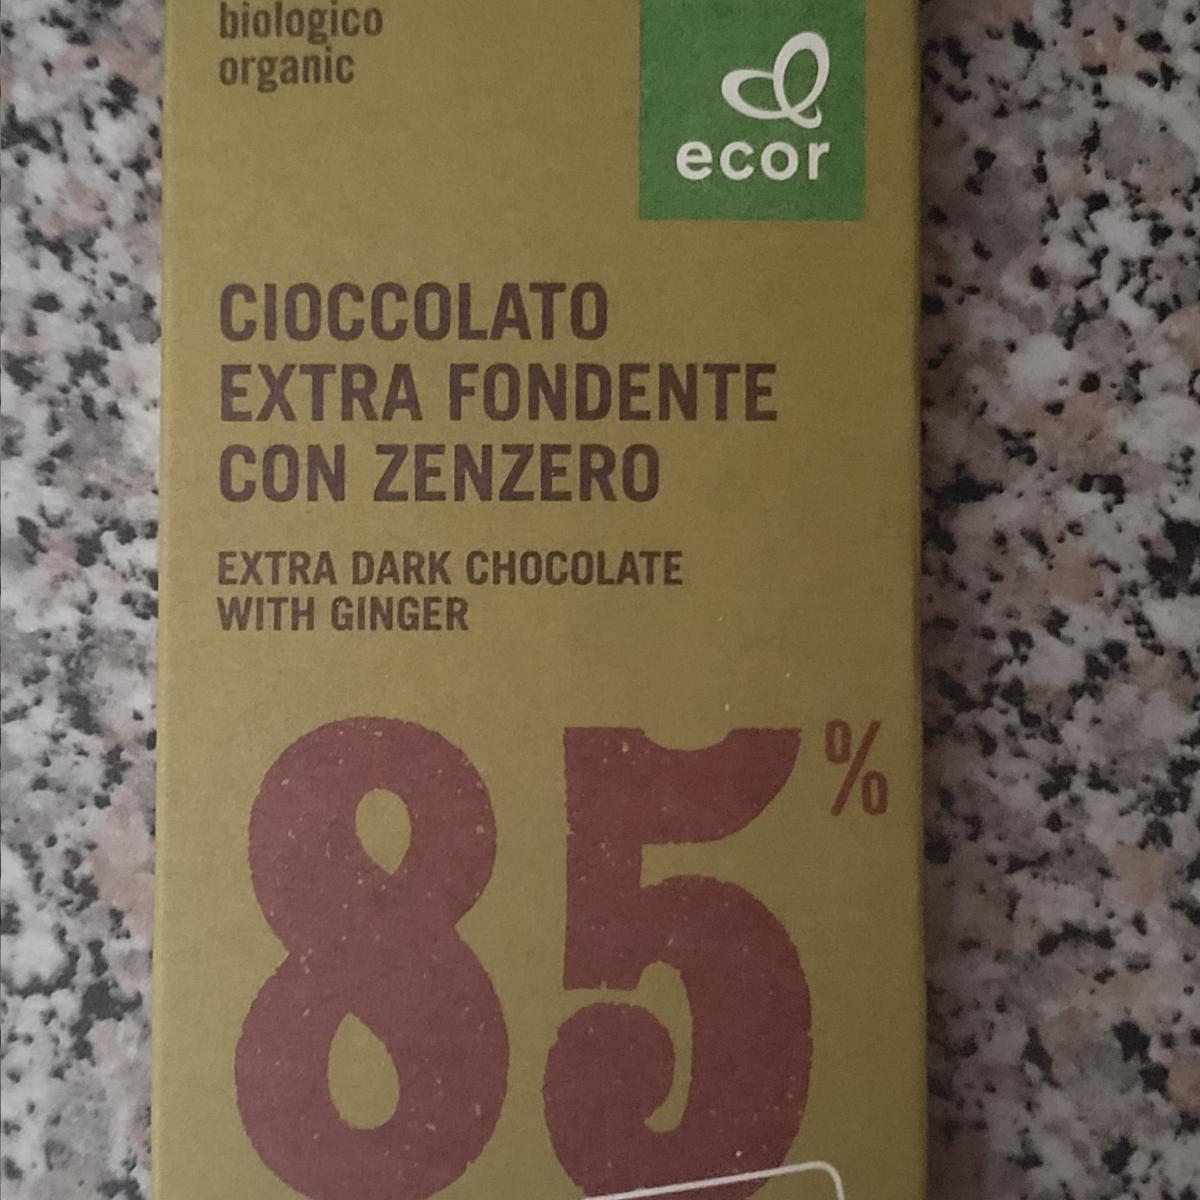 biologico
organic
ecor
CIOCCOLATO
EXTRA FONDENTE
CON ZENZERO
EXTRA DARK CHOCOLATE
WITH GINGER
85%